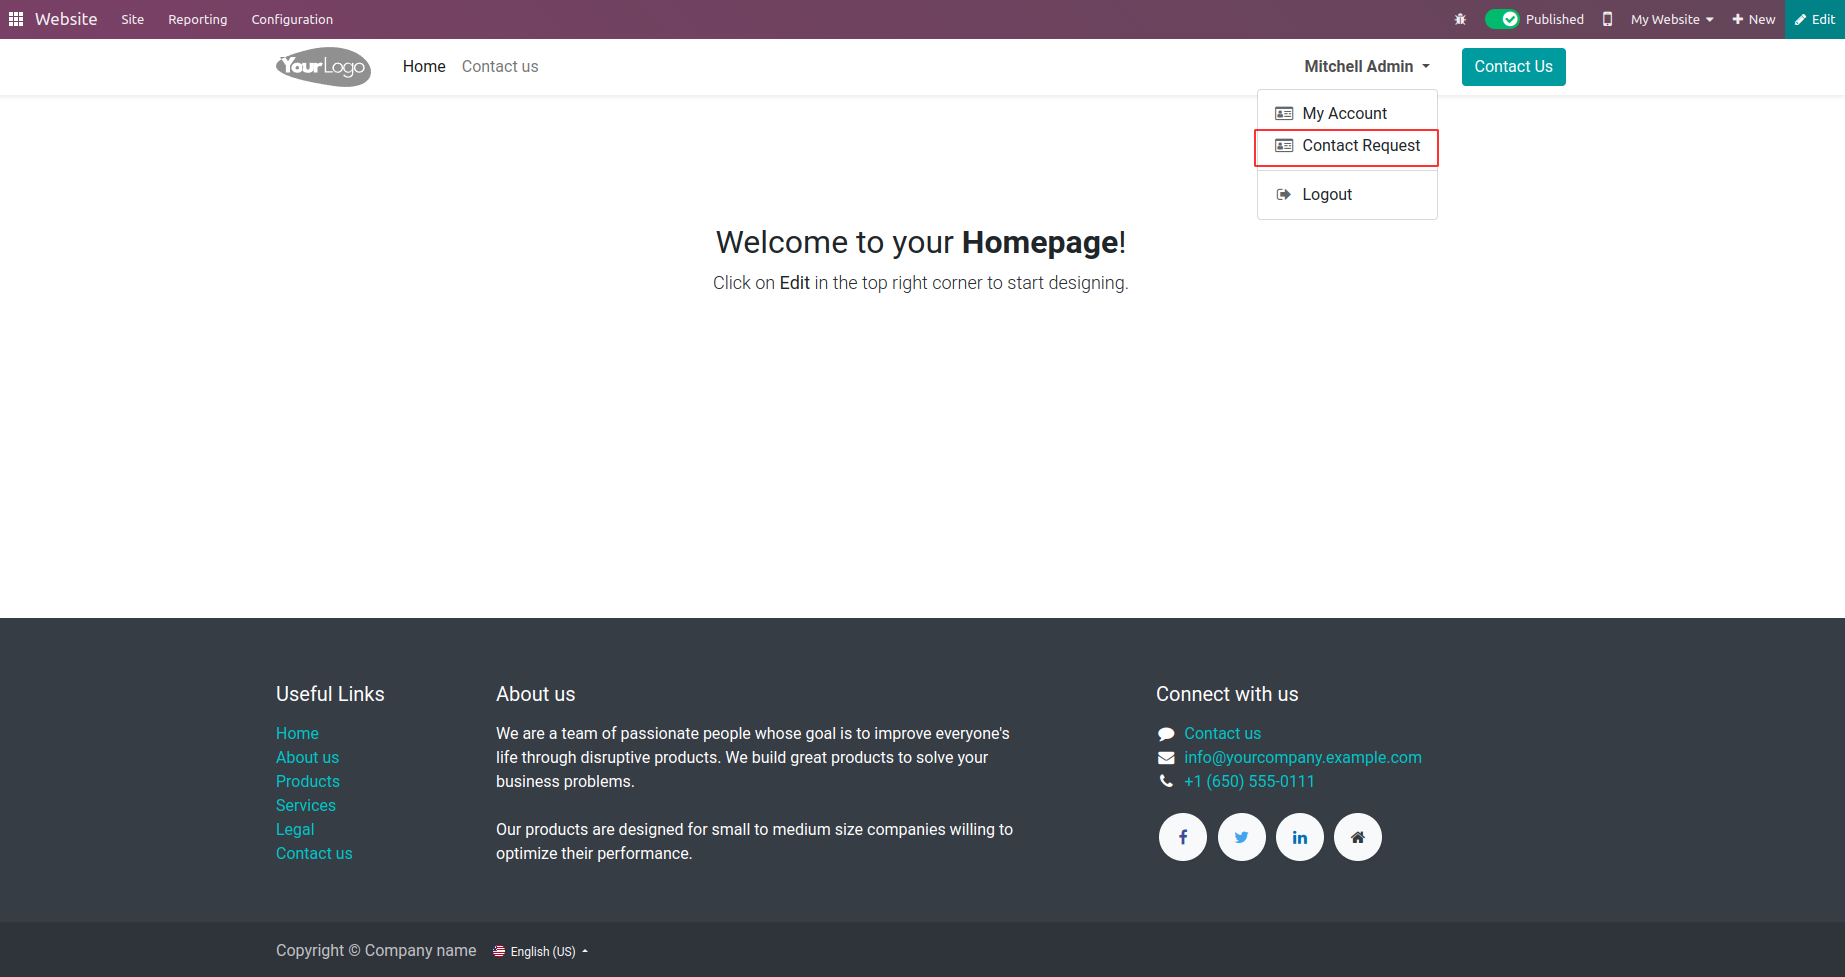 Website Site Reporting Configuration Published My Website New Edit
YourLogo Home Contact us Mitchell Admin Contact Us
My Account
Contact Request
Logout
Welcome to your Homepage!
Click on Edit in the top right corner to start designing.
Useful Links
Home
About us
Products
Services
Legal
Contact us
About us
We are a team of passionate people whose goal is to improve everyone's
life through disruptive products. We build great products to solve your
business problems.
Our products are designed for small to medium size companies willing to
optimize their performance.
Connect with us
Contact us
info@yourcompany.example.com
+1 (650) 555-0111
Copyright © Company name English (US)